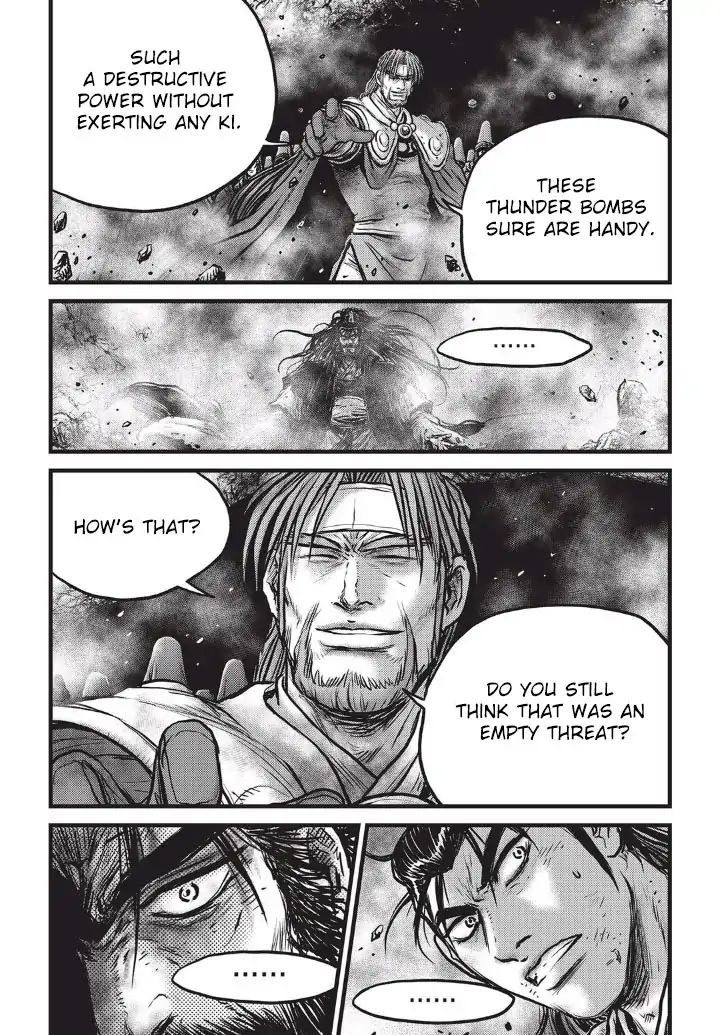 SUCH
A DESTRUCTIVE
POWER WITHOUT
EXERTING ANY KI.
THESE
THUNDER BOMBS
SURE ARE HANDY.
......
HOW'S THAT?
DO YOU STILL
THINK THAT WAS AN
EMPTY THREAT?
......
......